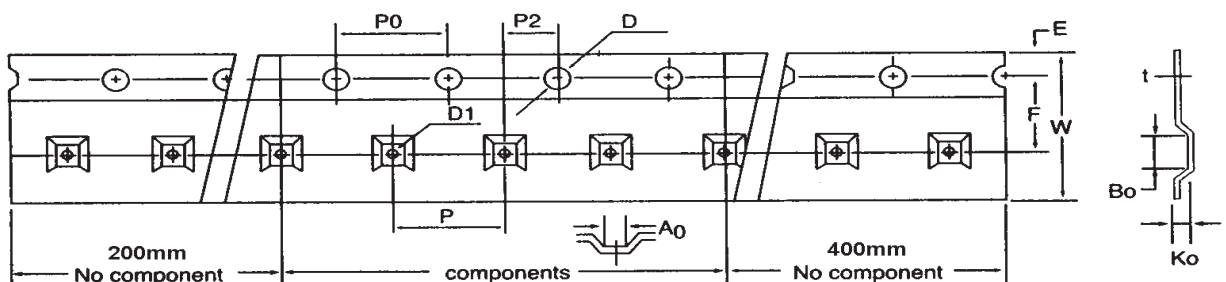 P0
P2
D
E
t
D1
F
W
Bo
P
A0
Ko
200mm
No component
components
400mm
No component